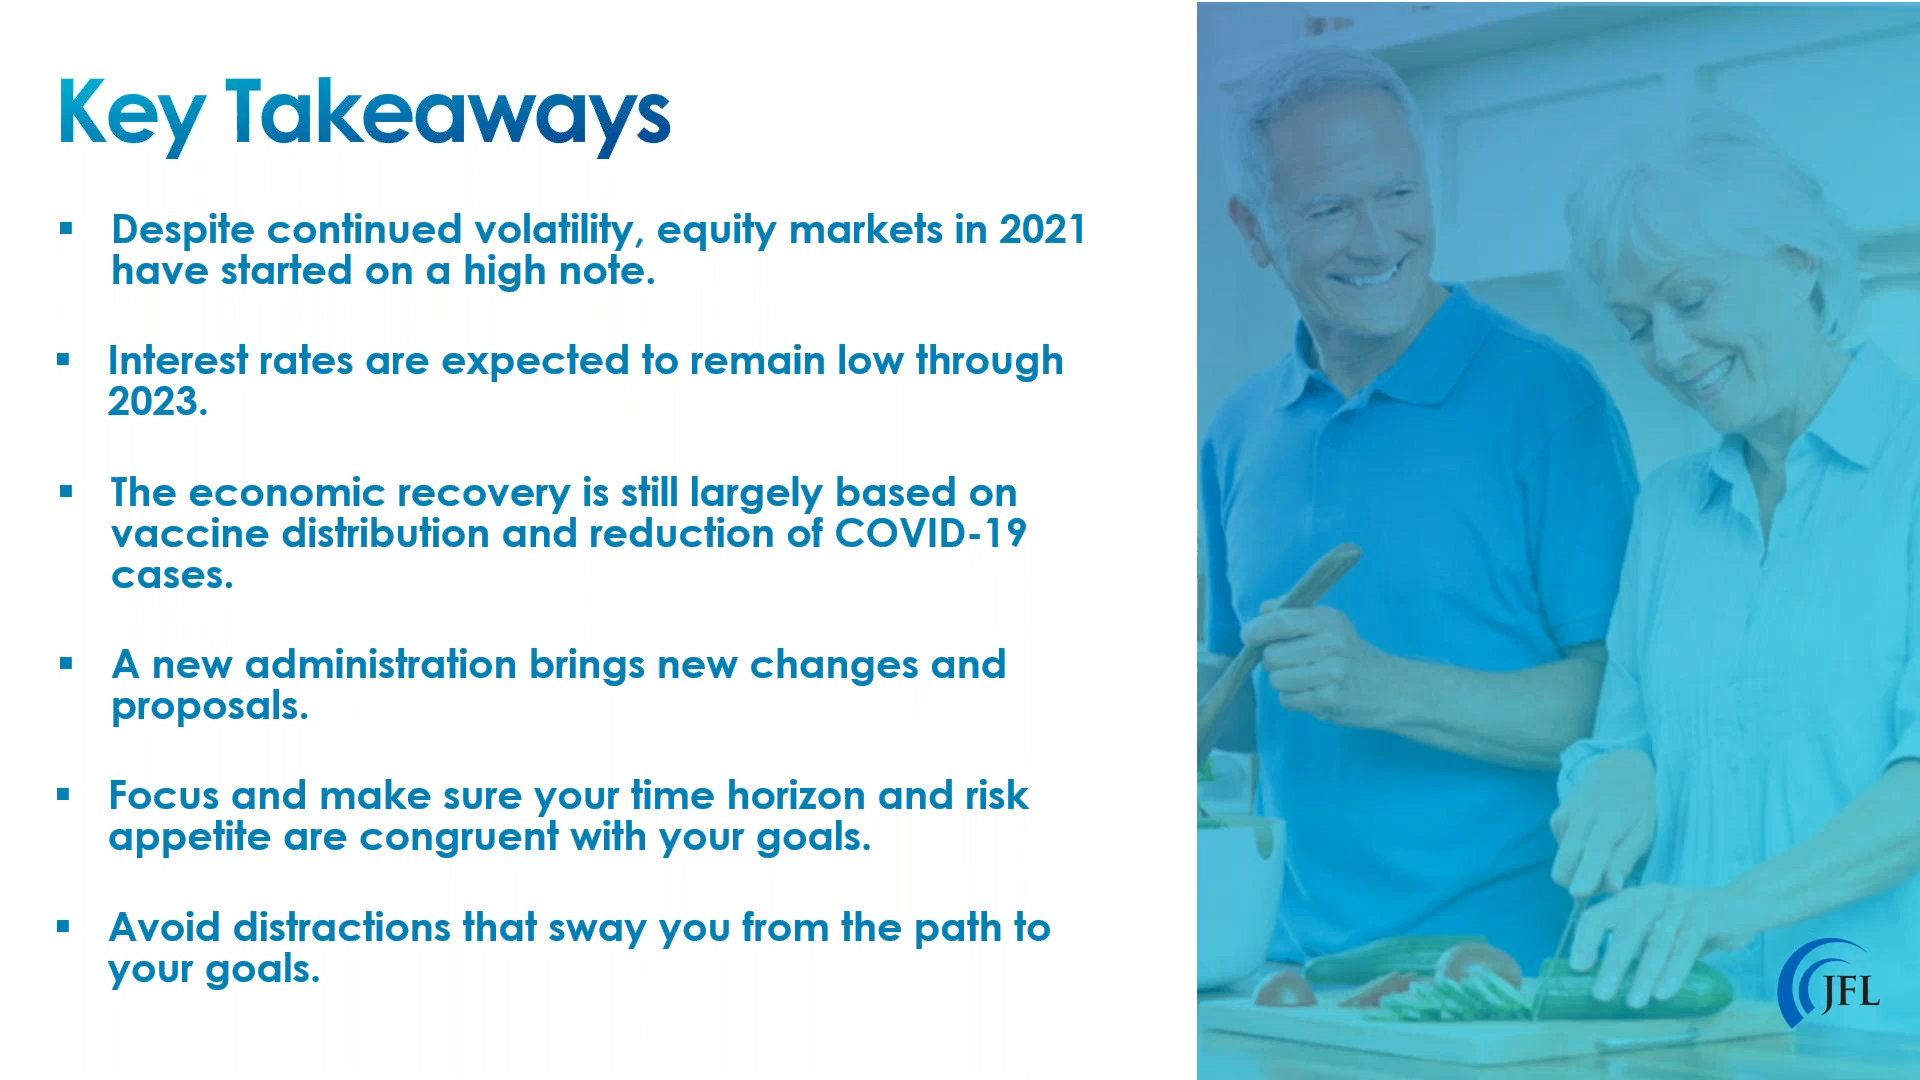 Key Takeaways
▪ Despite continued volatility, equity markets in 2021
have started on a high note.
▪ Interest rates are expected to remain low through
2023.
▪ The economic recovery is still largely based on
vaccine distribution and reduction of COVID-19
cases.
▪ A new administration brings new changes and
proposals.
▪ Focus and make sure your time horizon and risk
appetite are congruent with your goals.
▪ Avoid distractions that sway you from the path to
your goals.
JFL